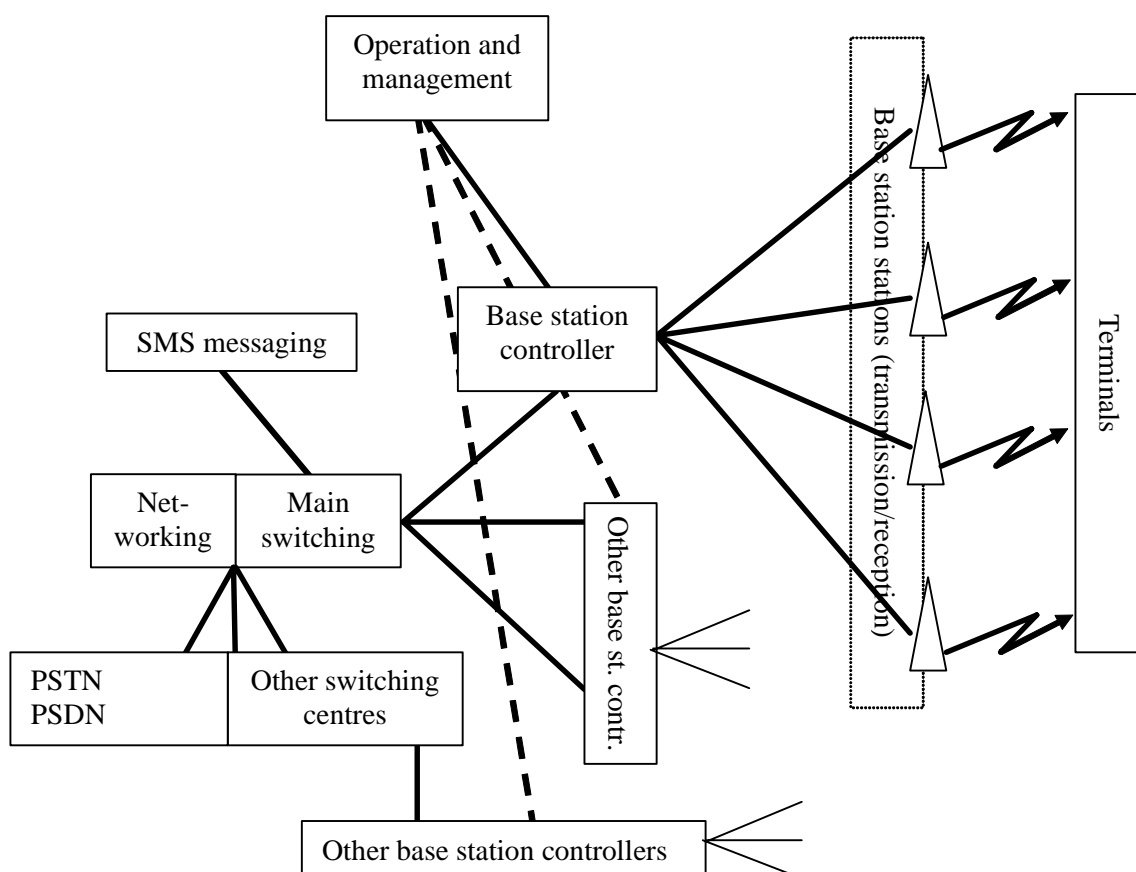 Operation and
management
Base station stations (transmission/reception)
Terminals
Base station
controller
SMS messaging
Net-
working
Main
switching
Other base st. contr.
PSTN
PSDN
Other switching
centres
Other base station controllers